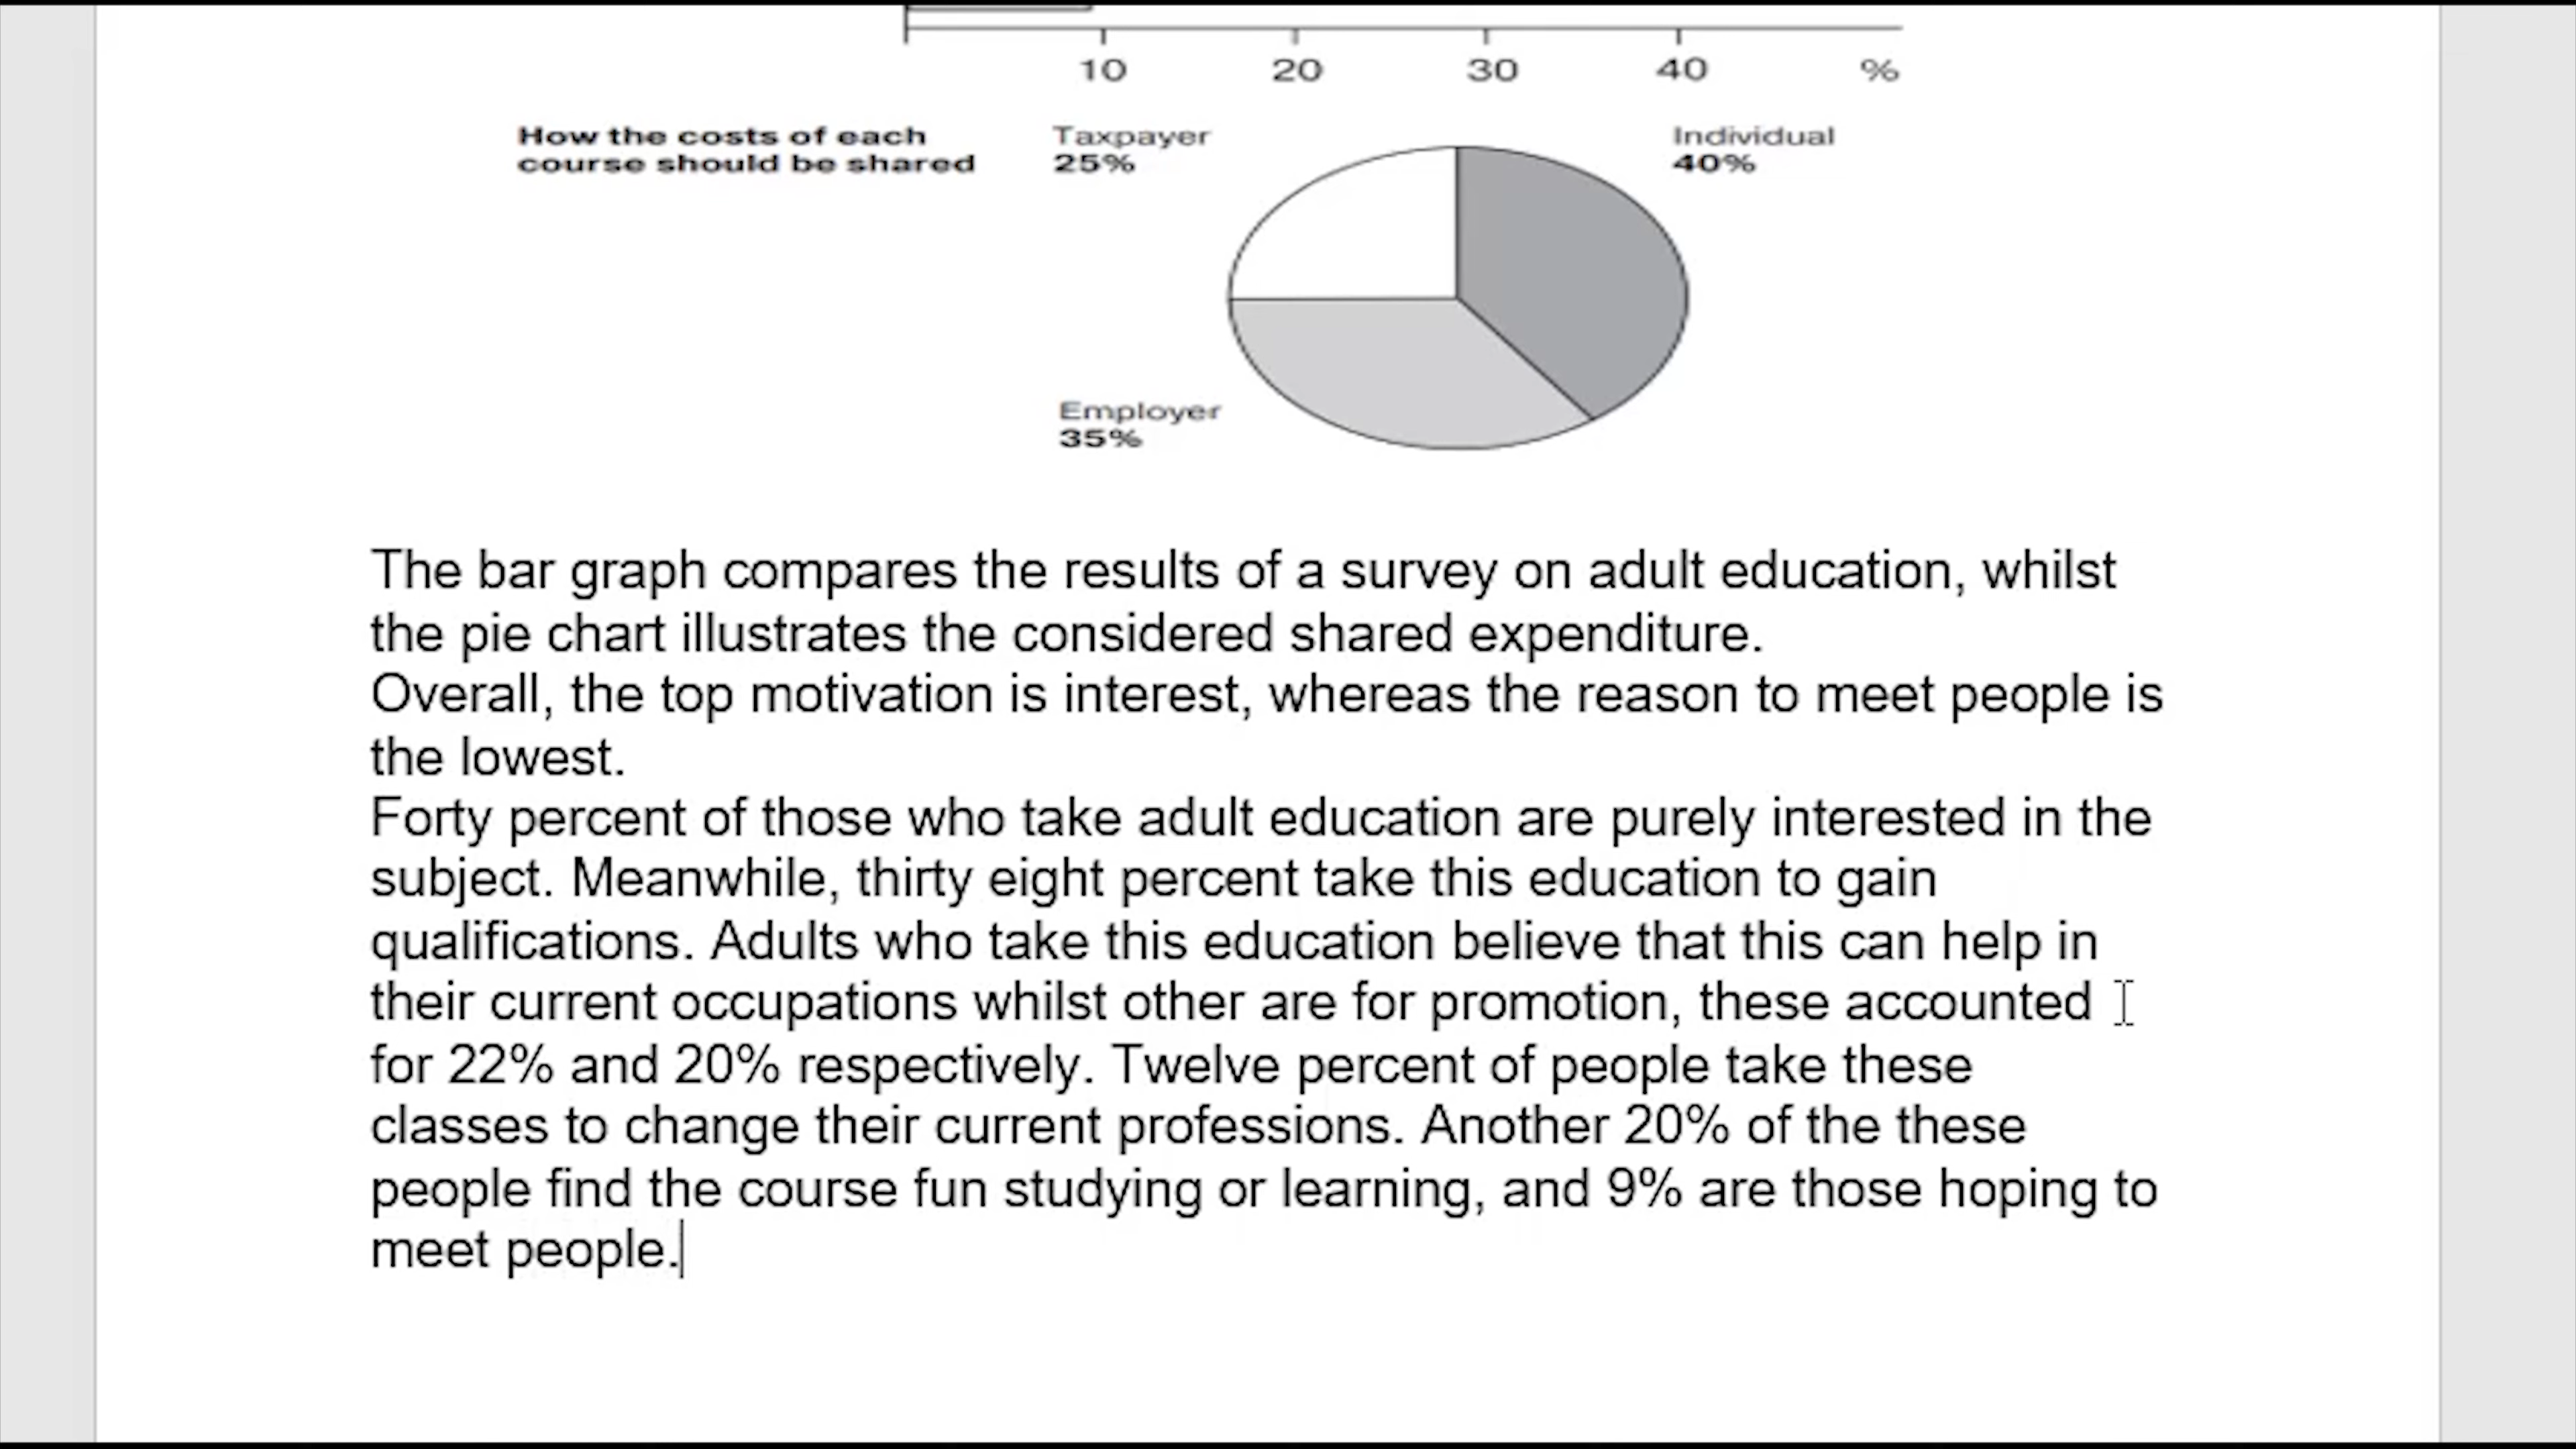 10 20 30 40 %
How the costs of each
course should be shared
Taxpayer
25%
Individual
40%
Employer
35%
The bar graph compares the results of a survey on adult education, whilst
the pie chart illustrates the considered shared expenditure.
Overall, the top motivation is interest, whereas the reason to meet people is
the lowest.
Forty percent of those who take adult education are purely interested in the
subject. Meanwhile, thirty eight percent take this education to gain
qualifications. Adults who take this education believe that this can help in
their current occupations whilst other are for promotion, these accounted
for 22% and 20% respectively. Twelve percent of people take these
classes to change their current professions. Another 20% of the these
people find the course fun studying or learning, and 9% are those hoping to
meet people.